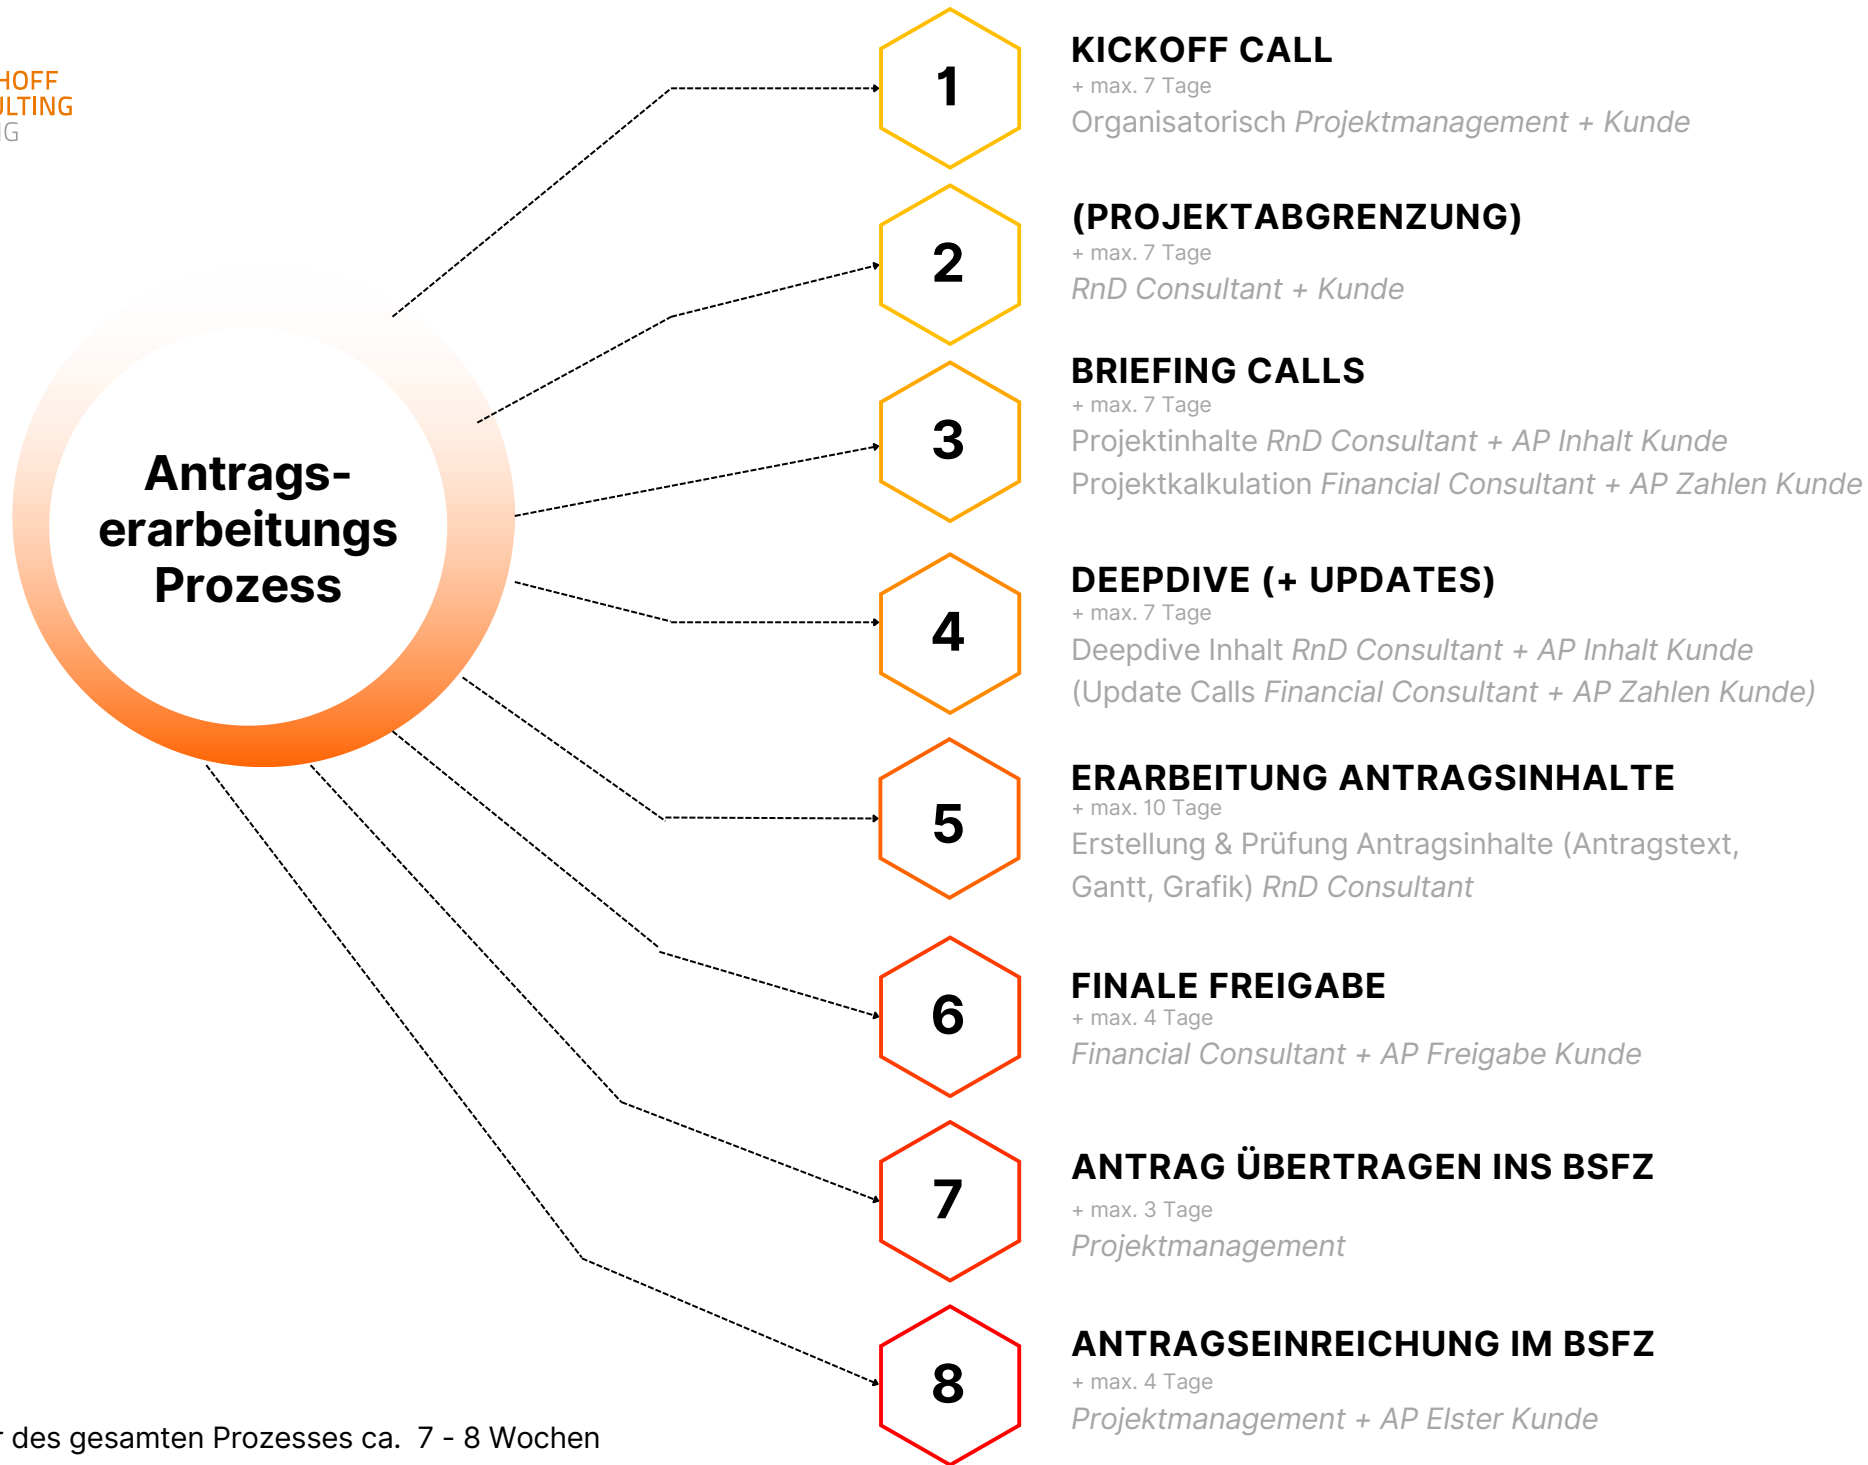 HOFF
ULTING
G
Antrags-
erarbeitungs
Prozess
1
KICKOFF CALL
+ max. 7 Tage
Organisatorisch Projektmanagement + Kunde
2
(PROJEKTABGRENZUNG)
+ max. 7 Tage
RnD Consultant + Kunde
3
BRIEFING CALLS
+ max. 7 Tage
Projektinhalte RnD Consultant + AP Inhalt Kunde
Projektkalkulation Financial Consultant + AP Zahlen Kunde
4
DEEPDIVE (+ UPDATES)
+ max. 7 Tage
Deepdive Inhalt RnD Consultant + AP Inhalt Kunde
(Update Calls Financial Consultant + AP Zahlen Kunde)
5
ERARBEITUNG ANTRAGSINHALTE
+ max. 10 Tage
Erstellung & Prüfung Antragsinhalte (Antragstext,
Gantt, Grafik) RnD Consultant
6
FINALE FREIGABE
+ max. 4 Tage
Financial Consultant + AP Freigabe Kunde
7
ANTRAG ÜBERTRAGEN INS BSFZ
+ max. 3 Tage
Projektmanagement
8
ANTRAGSEINREICHUNG IM BSFZ
+ max. 4 Tage
Projektmanagement + AP Elster Kunde
r des gesamten Prozesses ca. 7 - 8 Wochen